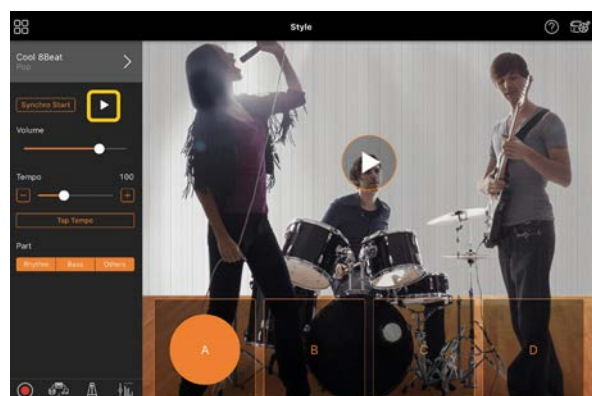 Style
Cool 8Beat
Pop
Synchro Start
Volume
Tempo 100
Tap Tempo
Part
Rhythm Bass Others
A B C D